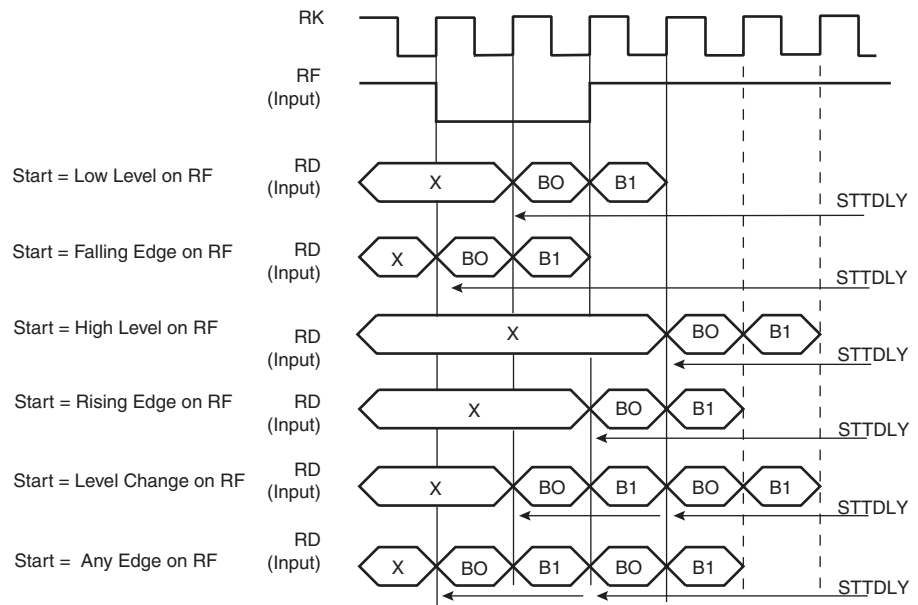 RK
RF
(Input)
Start = Low Level on RF
RD
(Input)
X
BO
B1
STTDLY
Start = Falling Edge on RF
RD
(Input)
X
BO
B1
STTDLY
Start = High Level on RF
RD
(Input)
X
BO
B1
STTDLY
Start = Rising Edge on RF
RD
(Input)
X
BO
B1
STTDLY
Start = Level Change on RF
RD
(Input)
X
BO
B1
BO
B1
STTDLY
Start = Any Edge on RF
RD
(Input)
X
BO
B1
BO
B1
STTDLY